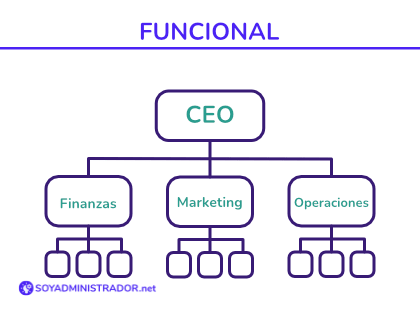 FUNCIONAL
CEO
Finanzas
Marketing
Operaciones
SOYADMINISTRADOR.net